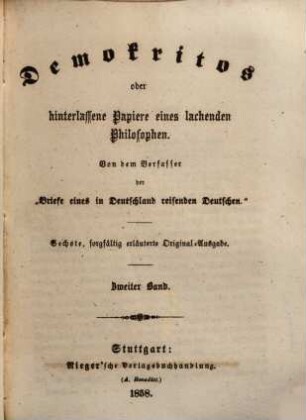 Demokritos
oder
hinterlassene Papiere eines lachenden
Philosophen.
Von dem Verfasser
der
„Briefe eines in Deutschland reisenden Deutschen.“
Sechste, sorgfältig erläuterte Original-Ausgabe.
Zweiter Band.
Stuttgart:
Rieger'sche Verlagsbuchhandlung.
(A. Benedict.)
1858.